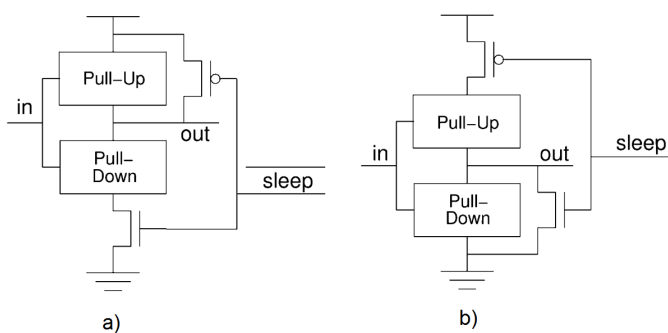 Pull-Up
in
out
Pull-
Down
sleep
a)
Pull-Up
in
out
Pull-
Down
sleep
b)